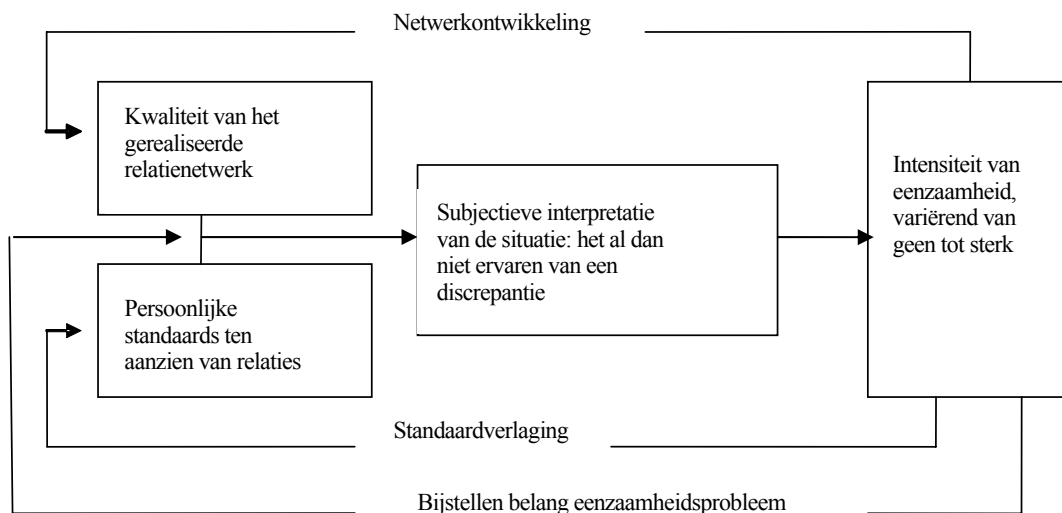 Netwerkontwikkeling
Kwaliteit van het
gerealiseerde
relatienetwerk
Subjectieve interpretatie
van de situatie: het al dan
niet ervaren van een
discrepantie
Intensiteit van
eenzaamheid,
variërend van
geen tot sterk
Persoonlijke
standaards ten
aanzien van relaties
Standaardverlaging
Bijstellen belang eenzaamheidsprobleem